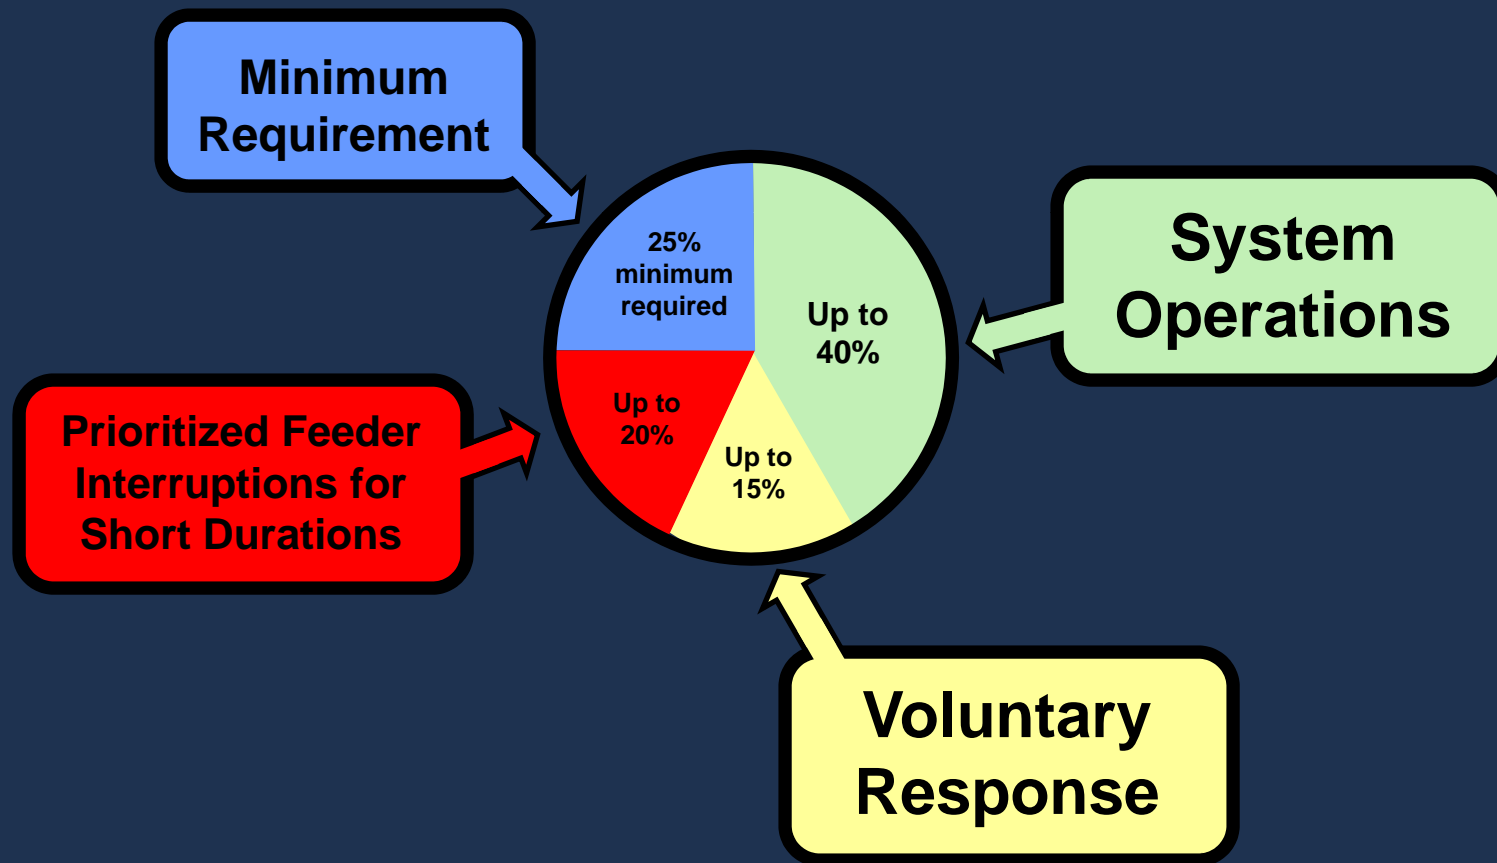 Minimum
Requirement
25%
minimum
required
Up to
40%
System
Operations
Prioritized Feeder
Interruptions for
Short Durations
Up to
20%
Up to
15%
Voluntary
Response